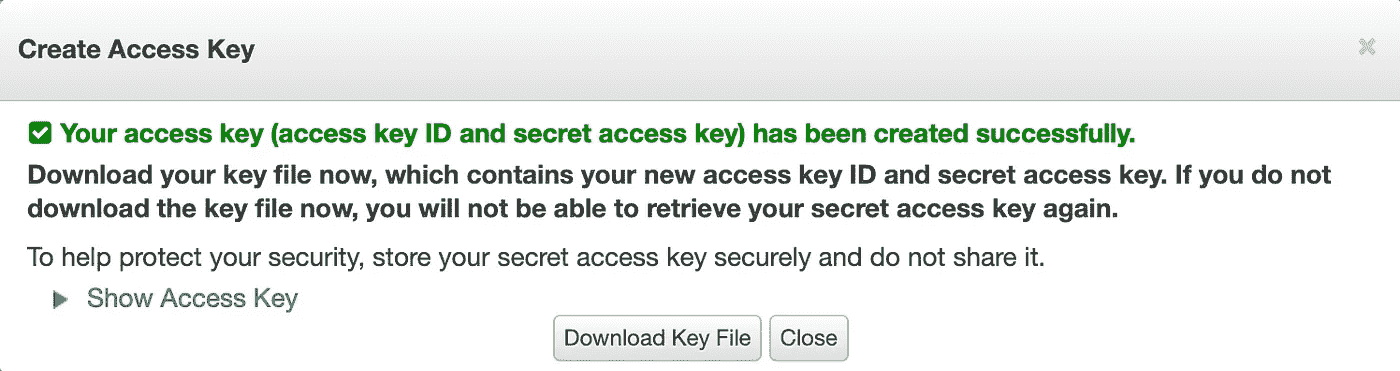 Create Access Key
Your access key (access key ID and secret access key) has been created successfully.
Download your key file now, which contains your new access key ID and secret access key. If you do not
download the key file now, you will not be able to retrieve your secret access key again.
To help protect your security, store your secret access key securely and do not share it.
Show Access Key
Download Key File
Close